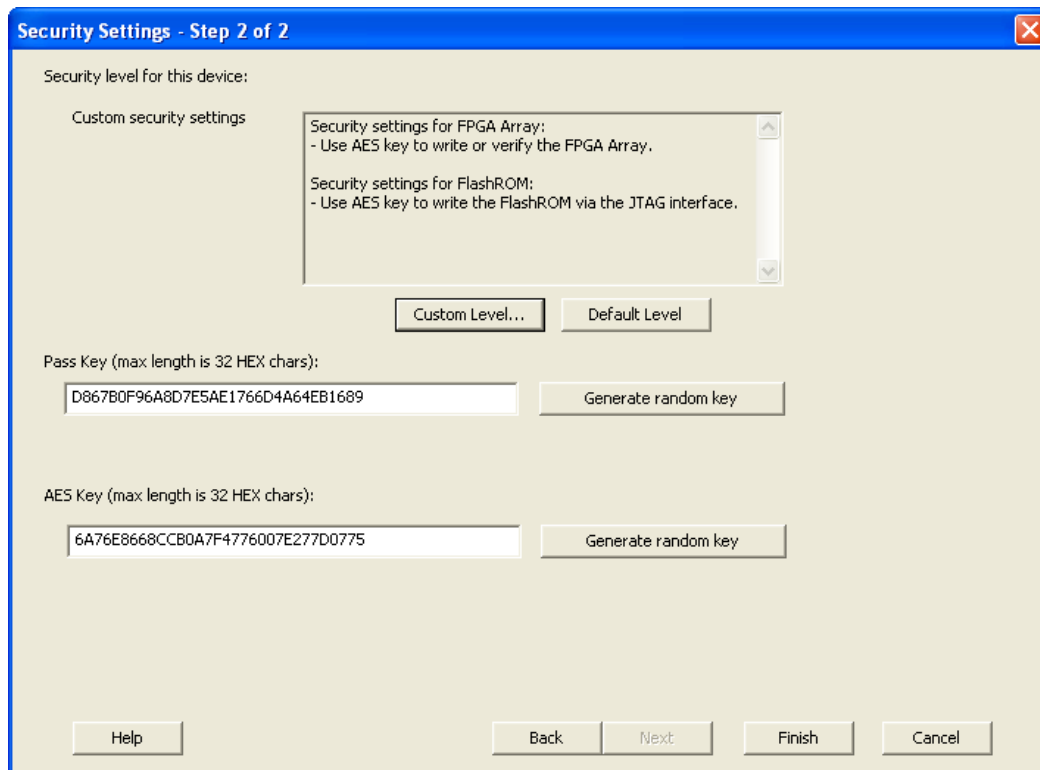 Security Settings - Step 2 of 2
Security level for this device:
Custom security settings
Security settings for FPGA Array:
- Use AES key to write or verify the FPGA Array.
Security settings for FlashROM:
- Use AES key to write the FlashROM via the JTAG interface.
Custom Level...
Default Level
Pass Key (max length is 32 HEX chars):
D867B0F96A8D7E5AE1766D4A64EB1689
Generate random key
AES Key (max length is 32 HEX chars):
6A76E8668CCB0A7F4776007E277D0775
Generate random key
Help
Back
Next
Finish
Cancel